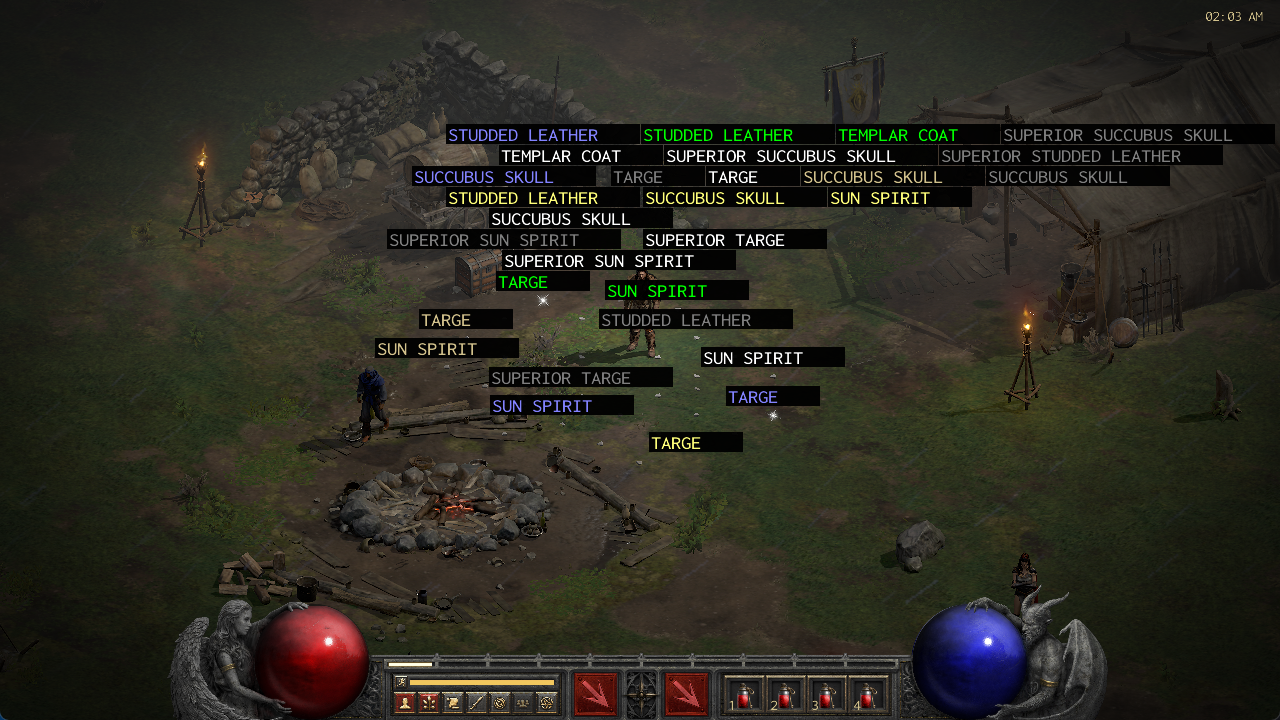 02:03 AM
STUDDED LEATHER STUDDED LEATHER TEMPLAR COAT SUPERIOR SUCCUBUS SKULL
TEMPLAR COAT SUPERIOR SUCCUBUS SKULL SUPERIOR STUDDED LEATHER
SUCCUBUS SKULL TARGE TARGE SUCCUBUS SKULL SUCCUBUS SKULL
STUDDED LEATHER SUCCUBUS SKULL SUN SPIRIT
SUCCUBUS SKULL
SUPERIOR SUN SPIRIT SUPERIOR TARGE
SUPERIOR SUN SPIRIT
TARGE
SUN SPIRIT
TARGE STUDDED LEATHER
SUN SPIRIT
SUN SPIRIT
SUPERIOR TARGE
TARGE
SUN SPIRIT
TARGE
1 2 3 4